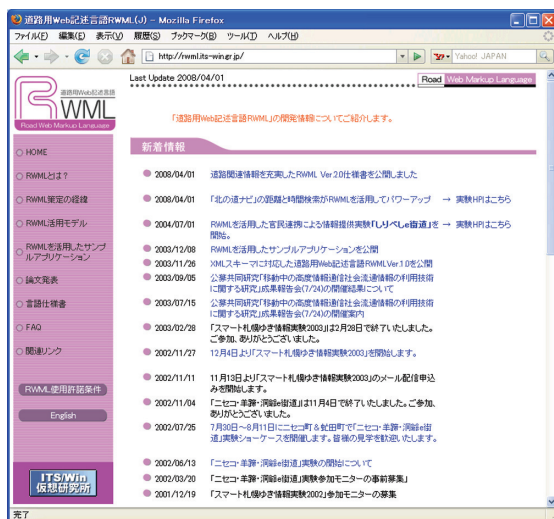 道路用Web記述言語RWML(J) - Mozilla Firefox
ファイル(F) 編集(E) 表示(V) 履歴(S) ブックマーク(B) ツール(T) ヘルプ(H)
http://rwml.its-win.gr.jp/
Yahoo! JAPAN
Last Update 2008/04/01
Road Web Markup Language
道路用Web記述言語
RWML
Road Web Markup Language
「道路用Web記述言語RWML」の開発情報についてご紹介します。
新着情報
HOME
RWMLとは?
RWML策定の経緯
RWML活用モデル
RWMLを活用したサンプ
ルアプリケーション
論文発表
言語仕様書
FAQ
関連リンク
RWML使用許諾条件
English
ITS/Win
仮想研究所
2008/04/01 道路関連情報を充実したRWML Ver.2.0仕様書を公開しました
2008/04/01 「北の道ナビ」の距離と時間検索がRWMLを活用してパワーアップ → 実験HPはこちら
2004/07/01 RWMLを活用した官民連携による情報提供実験「しりべしe街道」を → 実験HPはこちら
開始。
2003/12/08 RWMLを活用したサンプルアプリケーションを公開
2003/11/26 XMLスキーマに対応した道路用Web記述言語RWMLVer1.0を公開
2003/09/05 公募共同研究「移動中の高度情報通信社会流通情報の利用技術
に関する研究」成果報告会(7/24)の開催結果について
2003/07/15 公募共同研究「移動中の高度情報通信社会流通情報の利用技術
に関する研究」成果報告会(7/24)の開催案内
2003/02/28 「スマート札幌ゆき情報実験2003」は2月28日で終了いたしました。
ご参加、ありがとうございました。
2002/11/27 12月4日より「スマート札幌ゆき情報実験2003」を開始します。
2002/11/11 11月13日より「スマート札幌ゆき情報実験2003」のメール配信申込
みを開始します。
2002/11/04 「ニセコ・羊蹄・洞爺e街道」は11月4日で終了いたしました。ご参加、
ありがとうございました。
2002/07/25 7月30日～8月11日にニセコ町＆虻田町で「ニセコ・羊蹄・洞爺e街
道」実験ショーケースを開催します。皆様の見学を歓迎いたします。
2002/06/13 「ニセコ・羊蹄・洞爺e街道」実験の開始について
2002/03/20 「ニセコ・羊蹄・洞爺e街道」実験参加モニターの事前募集」
2001/12/19 「スマート札幌ゆき情報実験2002」参加モニターの募集
完了